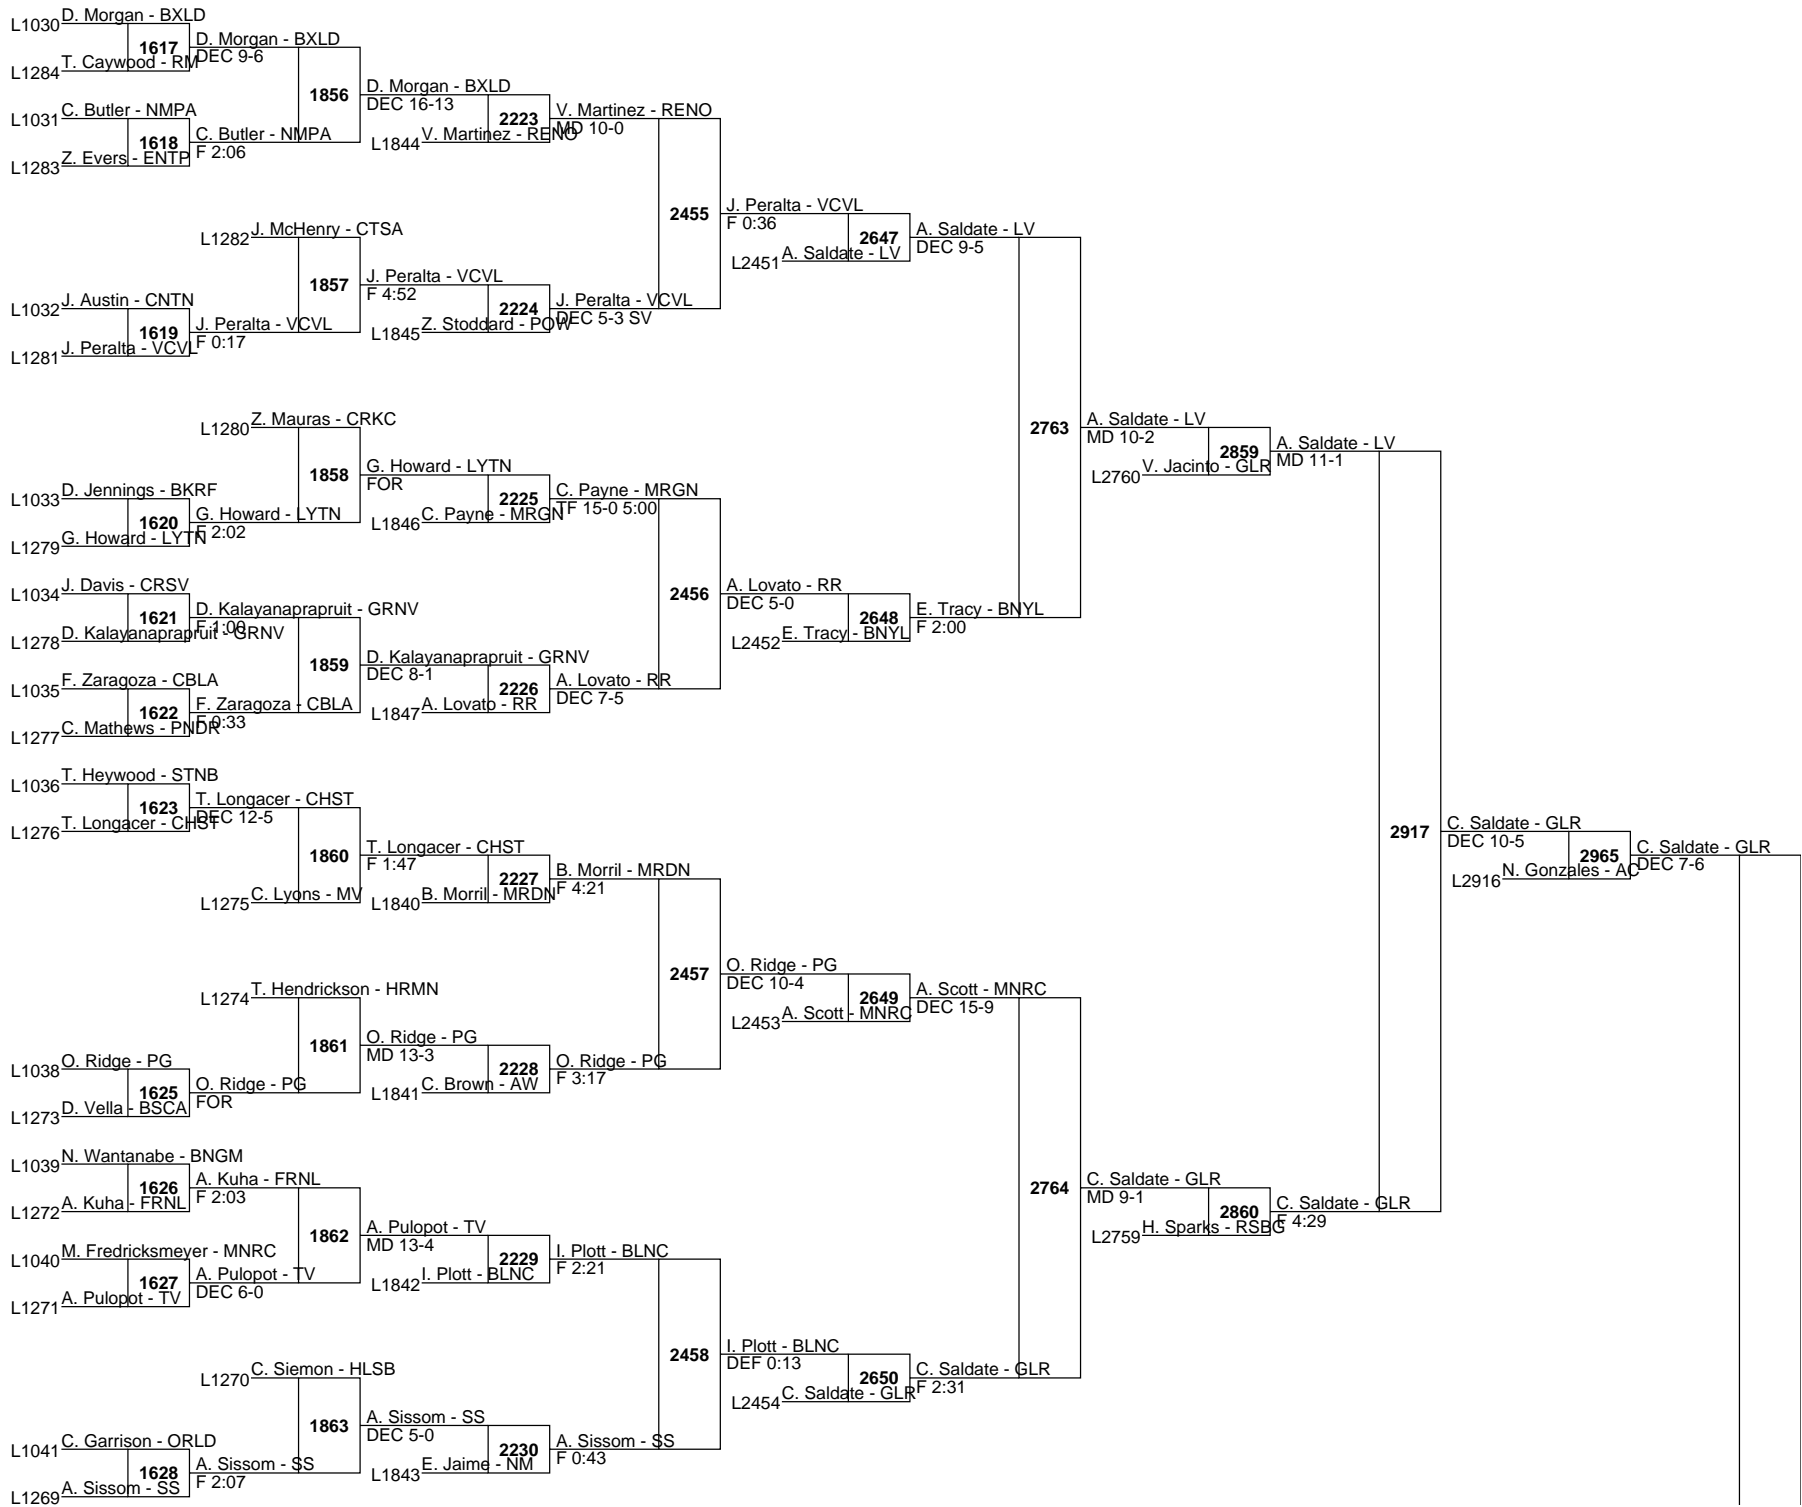 L1030 D. Morgan - BXLD
1617
L1284 T. Caywood - RM
D. Morgan - BXLD
DEC 9-6
L1031 C. Butler - NMPA
1618
L1283 Z. Evers - ENTP
C. Butler - NMPA
F 2:06
1856
D. Morgan - BXLD
DEC 16-13
2223
L1844 V. Martinez - RENO
V. Martinez - RENO
MD 10-0
L1282 J. McHenry - CTSA
1857
L1032 J. Austin - CNTN
1619
L1281 J. Peralta - VCVL
J. Peralta - VCVL
F 0:17
J. Peralta - VCVL
F 4:52
2224
L1845 Z. Stoddard - POW
J. Peralta - VCVL
DEC 5-3 SV
2455
J. Peralta - VCVL
F 0:36
2647
L2451 A. Saldate - LV
A. Saldate - LV
DEC 9-5
L1280 Z. Mauras - CRKC
1858
L1033 D. Jennings - BKRF
1620
L1279 G. Howard - LYTN
G. Howard - LYTN
F 2:02
G. Howard - LYTN
FOR
2225
L1846 C. Payne - MRGN
C. Payne - MRGN
TF 15-0 5:00
L1034 J. Davis - CRSV
1621
L1278 D. Kalayanaprapruit - GRNV
D. Kalayanaprapruit - GRNV
F 1:00
1859
L1035 F. Zaragoza - CBLA
1622
L1277 C. Mathews - PNDR
F. Zaragoza - CBLA
F 0:33
D. Kalayanaprapruit - GRNV
DEC 8-1
2226
L1847 A. Lovato - RR
A. Lovato - RR
DEC 7-5
2456
A. Lovato - RR
DEC 5-0
2648
L2452 E. Tracy - BNYL
E. Tracy - BNYL
F 2:00
2763
A. Saldate - LV
MD 10-2
2859
L2760 V. Jacinto - GLR
A. Saldate - LV
MD 11-1
L1036 T. Heywood - STNB
1623
L1276 T. Longacer - CHST
T. Longacer - CHST
DEC 12-5
1860
L1275 C. Lyons - MV
T. Longacer - CHST
F 1:47
2227
L1840 B. Morril - MRDN
B. Morril - MRDN
F 4:21
L1274 T. Hendrickson - HRMN
1861
L1038 O. Ridge - PG
1625
L1273 D. Vella - BSCA
O. Ridge - PG
FOR
O. Ridge - PG
MD 13-3
2228
L1841 C. Brown - AW
O. Ridge - PG
F 3:17
2457
O. Ridge - PG
DEC 10-4
2649
L2453 A. Scott - MNRC
A. Scott - MNRC
DEC 15-9
L1039 N. Wantanabe - BNGM
1626
L1272 A. Kuha - FRNL
A. Kuha - FRNL
F 2:03
1862
L1040 M. Fredricksmeyer - MNRC
1627
L1271 A. Pulopot - TV
A. Pulopot - TV
DEC 6-0
A. Pulopot - TV
MD 13-4
2229
L1842 I. Plott - BLNC
I. Plott - BLNC
F 2:21
L1270 C. Siemon - HLSB
1863
L1041 C. Garrison - ORLD
1628
L1269 A. Sissom - SS
A. Sissom - SS
F 2:07
A. Sissom - SS
DEC 5-0
2230
L1843 E. Jaime - NM
A. Sissom - SS
F 0:43
2458
I. Plott - BLNC
DEF 0:13
2650
L2454 C. Saldate - GLR
C. Saldate - GLR
F 2:31
2764
C. Saldate - GLR
MD 9-1
2860
L2759 H. Sparks - RSBG
C. Saldate - GLR
F 4:29
2917
C. Saldate - GLR
DEC 10-5
2965
L2916 N. Gonzales - AC
C. Saldate - GLR
DEC 7-6